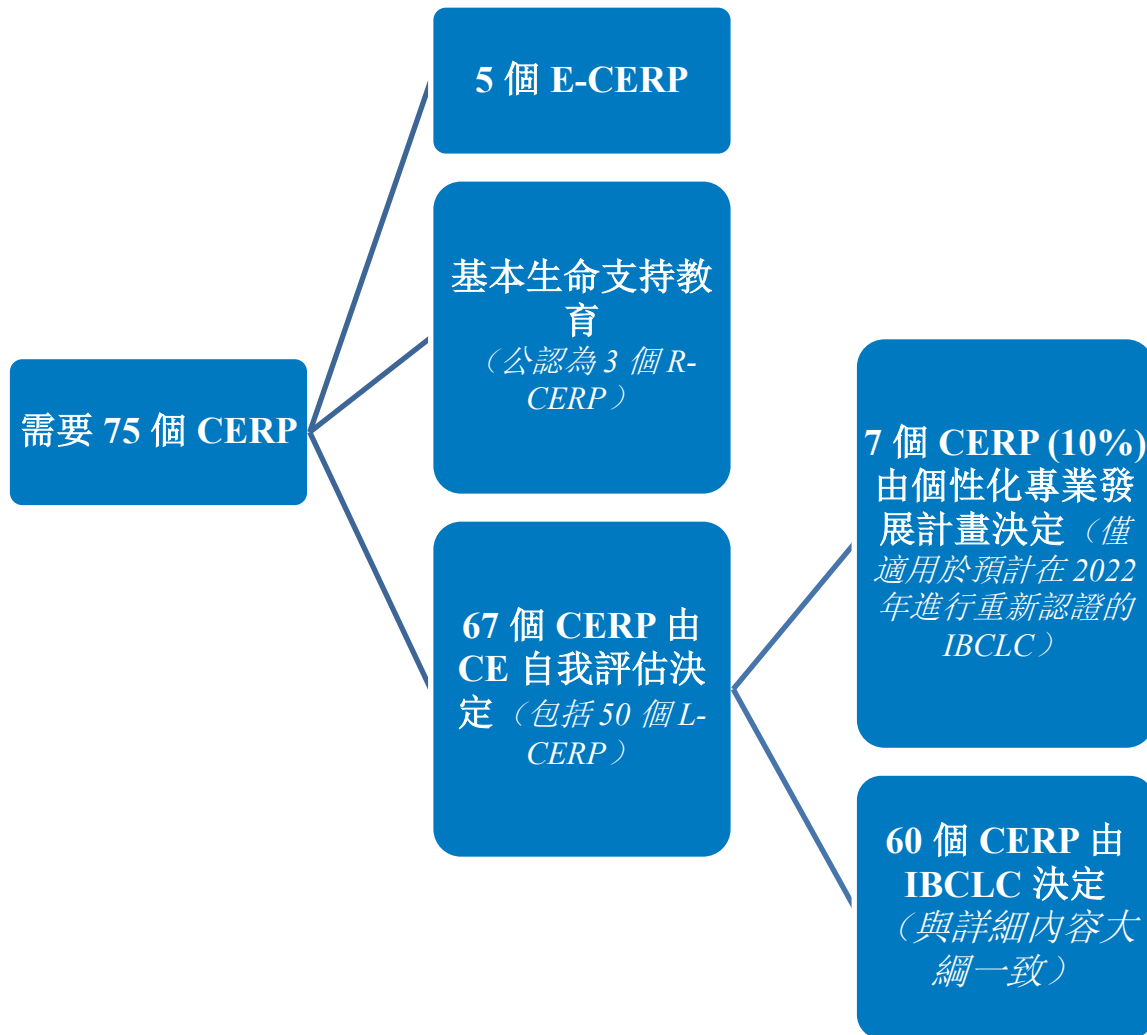 5 個 E-CERP
基本生命支持教
育
（公認為 3 個 R-
CERP）
需要 75 個 CERP
67 個 CERP 由
CE 自我評估決
定（包括 50 個 L-
CERP）
7 個 CERP (10%)
由個性化專業發
展計畫決定（僅
適用於預計在 2022
年進行重新認證的
IBCLC）
60 個 CERP 由
IBCLC 決定
（與詳細內容大
綱一致）